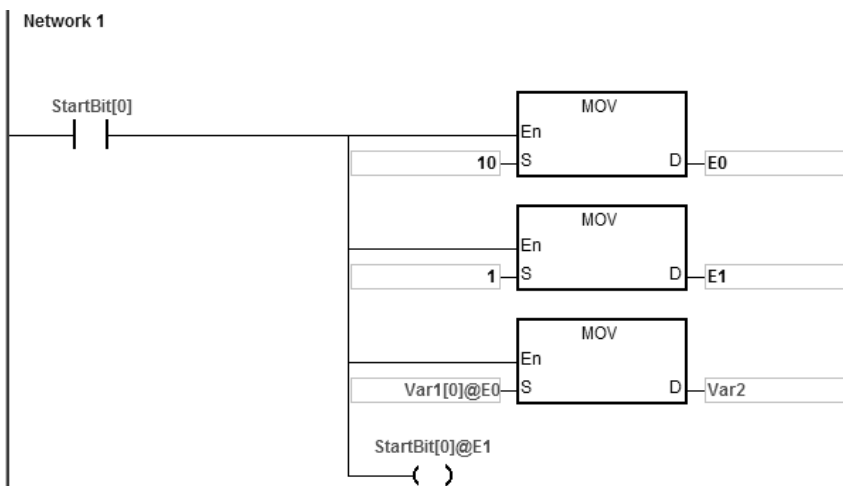 Network 1
StartBit[0]
MOV
En
10 S D E0
MOV
En
1 S D E1
MOV
En
Var1[0]@E0 S D Var2
StartBit[0]@E1